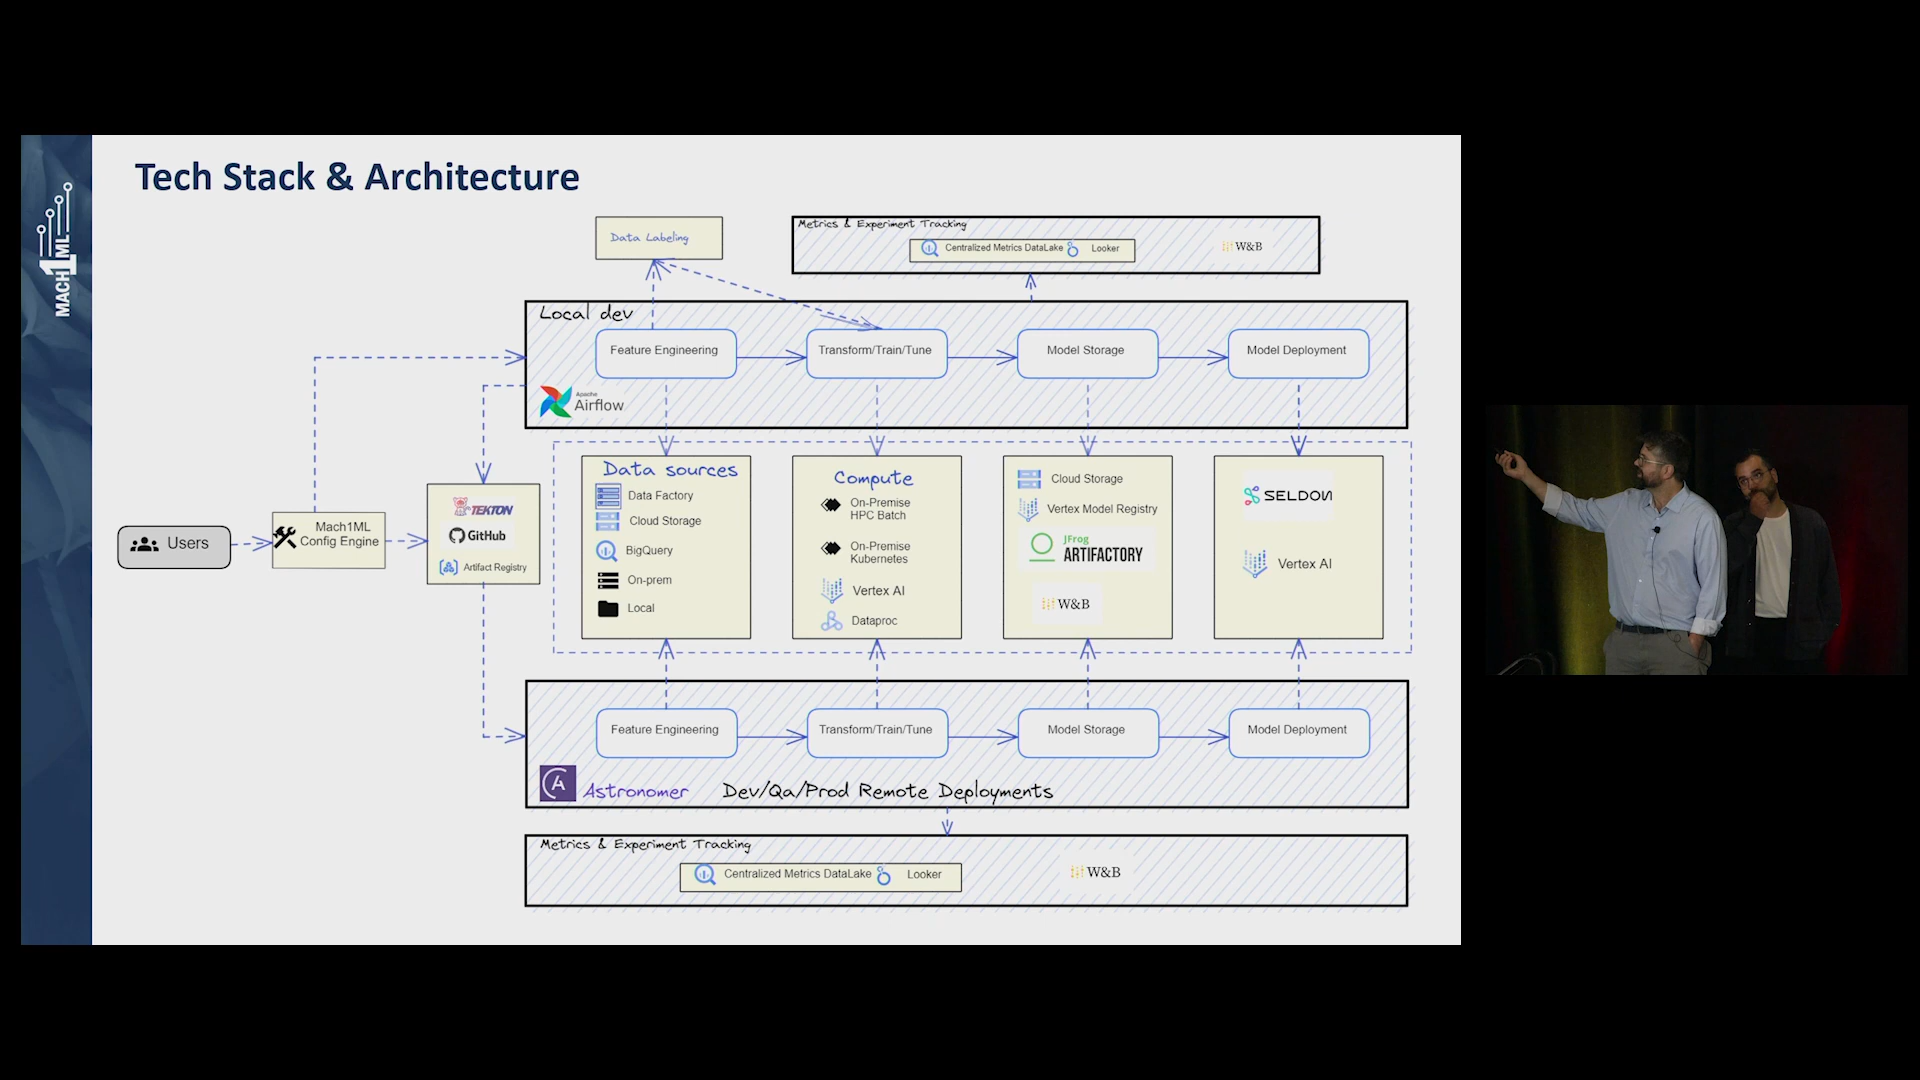 Tech Stack & Architecture
MACH1ML
Data Labeling
Metrics & Experiment Tracking
Centralized Metrics DataLake
Looker
W&B
Local dev
Feature Engineering
Transform/Train/Tune
Model Storage
Model Deployment
Apache
Airflow
Users
Mach1ML
Config Engine
TEKTON
GitHub
Artifact Registry
Data sources
Data Factory
Cloud Storage
BigQuery
On-prem
Local
Compute
On-Premise
HPC Batch
On-Premise
Kubernetes
Vertex AI
Dataproc
Cloud Storage
Vertex Model Registry
JFrog
ARTIFACTORY
W&B
SELDON
Vertex AI
Feature Engineering
Transform/Train/Tune
Model Storage
Model Deployment
Astronomer
Dev/Qa/Prod Remote Deployments
Metrics & Experiment Tracking
Centralized Metrics DataLake
Looker
W&B